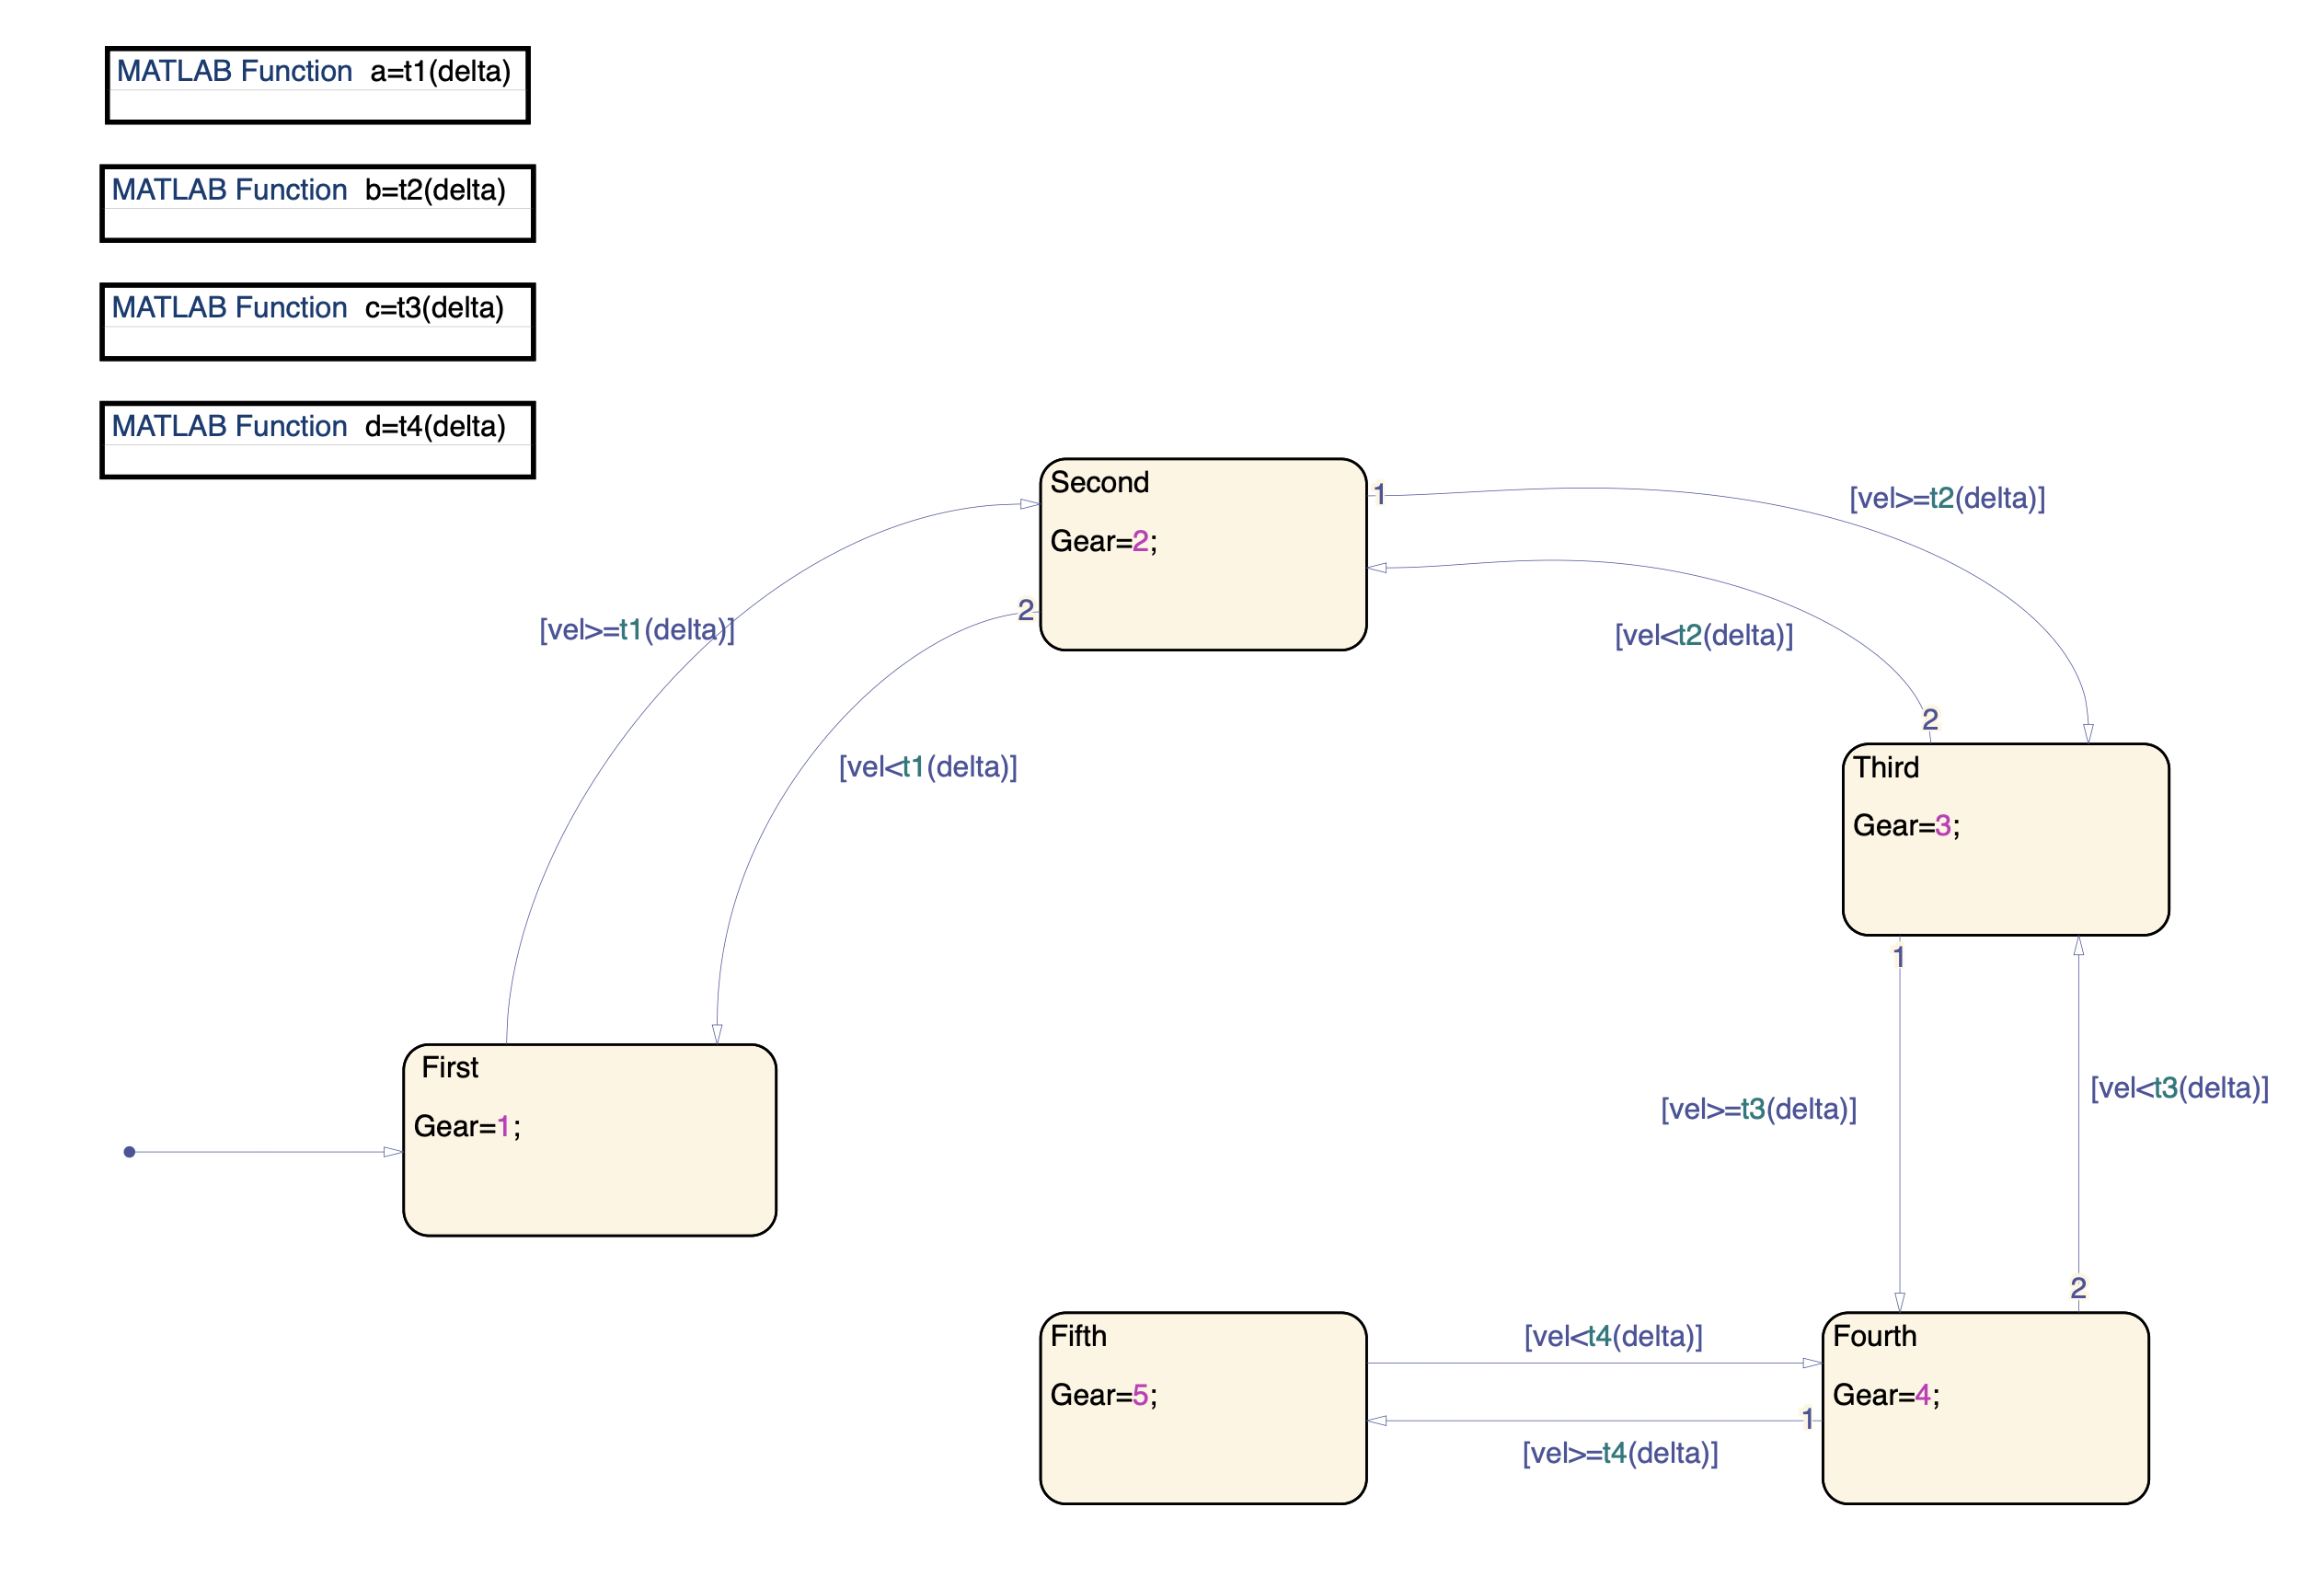 MATLAB Function a=t1(delta)
MATLAB Function b=t2(delta)
MATLAB Function c=t3(delta)
MATLAB Function d=t4(delta)
Second
Gear=2;
1
2
[vel>=t2(delta)]
[vel<t2(delta)]
[vel>=t1(delta)]
[vel<t1(delta)]
2
Third
Gear=3;
1
[vel>=t3(delta)]
[vel<t3(delta)]
First
Gear=1;
2
Fifth
Gear=5;
[vel<t4(delta)]
[vel>=t4(delta)]
1
Fourth
Gear=4;